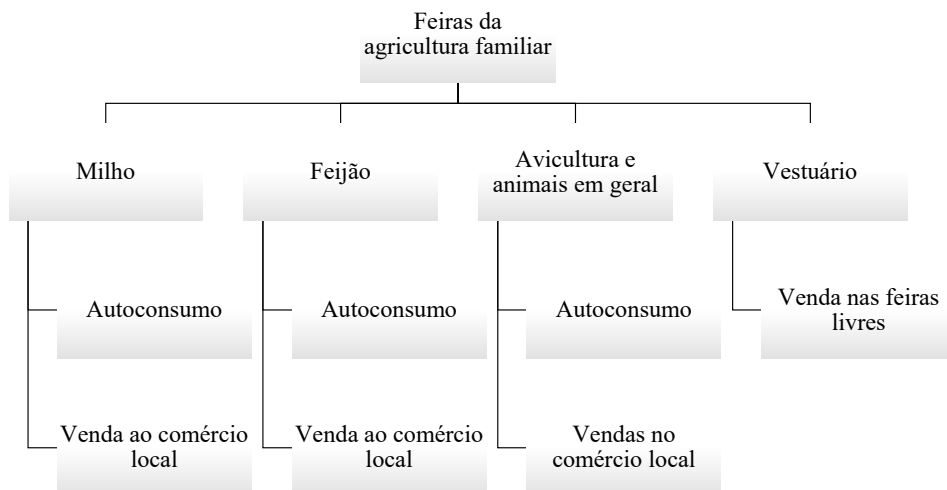 Feiras da
agricultura familiar
Milho
Feijão
Avicultura e
animais em geral
Vestuário
Autoconsumo
Autoconsumo
Autoconsumo
Venda nas feiras
livres
Venda ao comércio
local
Venda ao comércio
local
Vendas no
comércio local